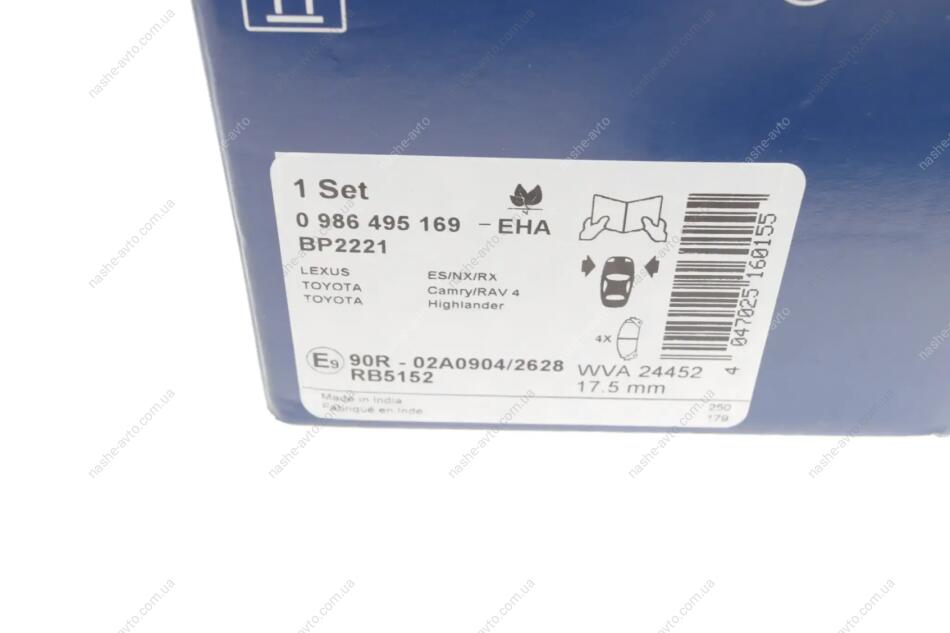 1 Set
0 986 495 169 - EHA
BP2221
LEXUS ES/NX/RX
TOYOTA Camry/RAV 4
TOYOTA Highlander
4X
E9 90R - 02A0904/2628
RB5152
WVA 24452
17.5 mm
4 047025 160155
Made in India
Fabriqué en Inde
250
179
nashe-avto.com.ua